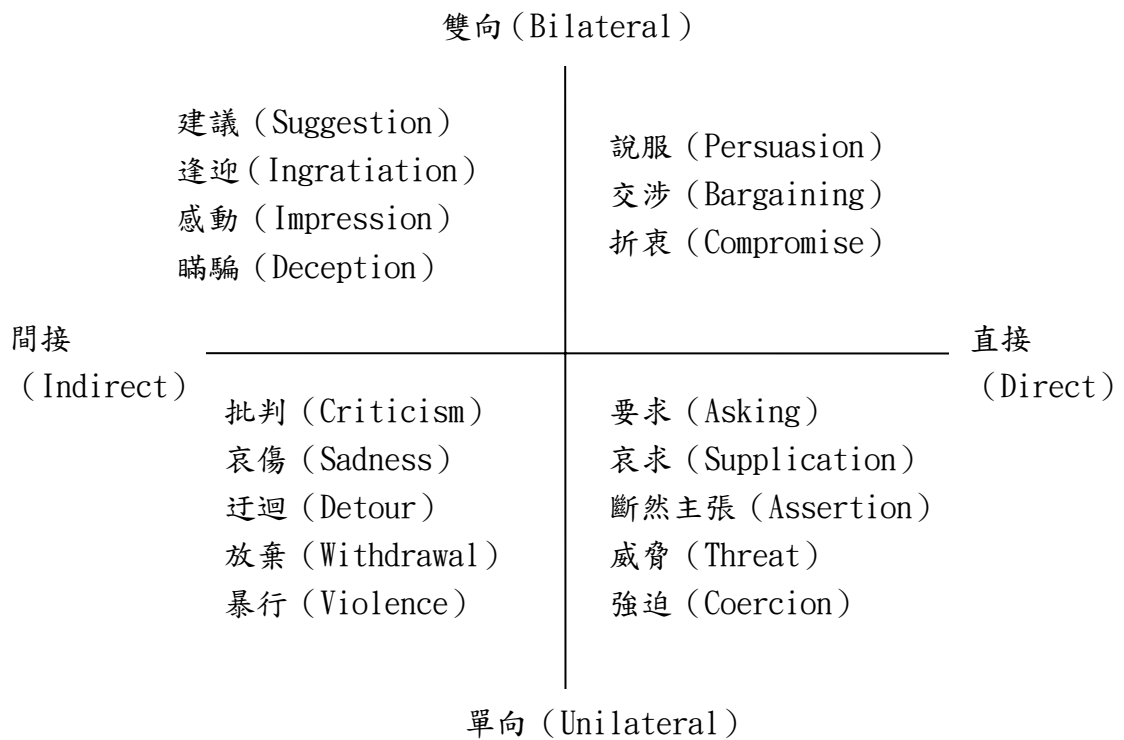 雙向（Bilateral）
建議（Suggestion）
逢迎（Ingratiation）
感動（Impression）
瞞騙（Deception）
說服（Persuasion）
交涉（Bargaining）
折衷（Compromise）
間接
（Indirect）
直接
（Direct）
批判（Criticism）
哀傷（Sadness）
迂迴（Detour）
放棄（Withdrawal）
暴行（Violence）
要求（Asking）
哀求（Supplication）
斷然主張（Assertion）
威脅（Threat）
強迫（Coercion）
單向（Unilateral）